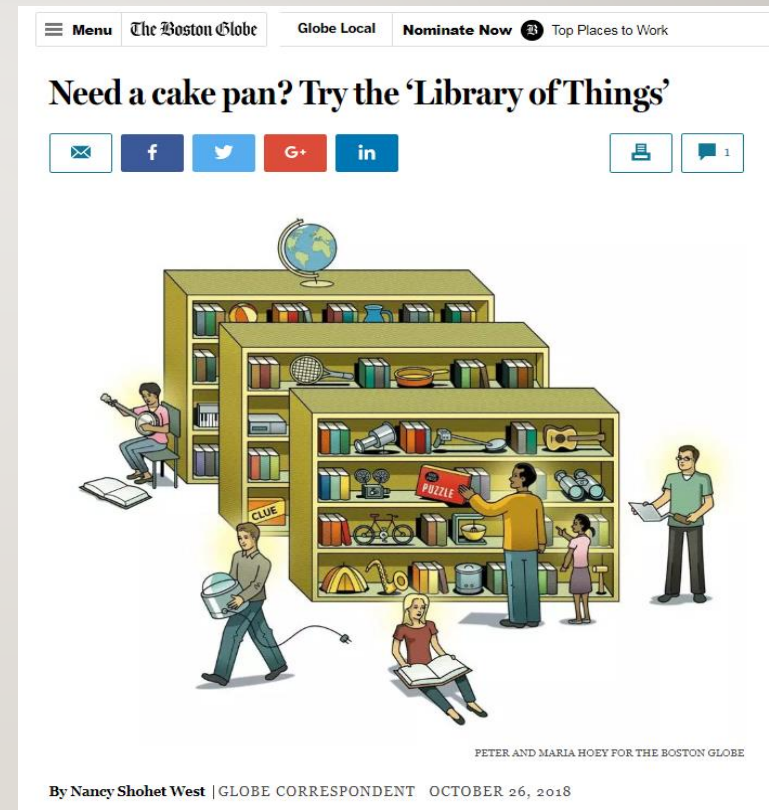 Menu The Boston Globe Globe Local Nominate Now B Top Places to Work
Need a cake pan? Try the ‘Library of Things’
f G+ in 1
PUZZLE
CLUE
PETER AND MARIA HOEY FOR THE BOSTON GLOBE
By Nancy Shohet West | GLOBE CORRESPONDENT OCTOBER 26, 2018